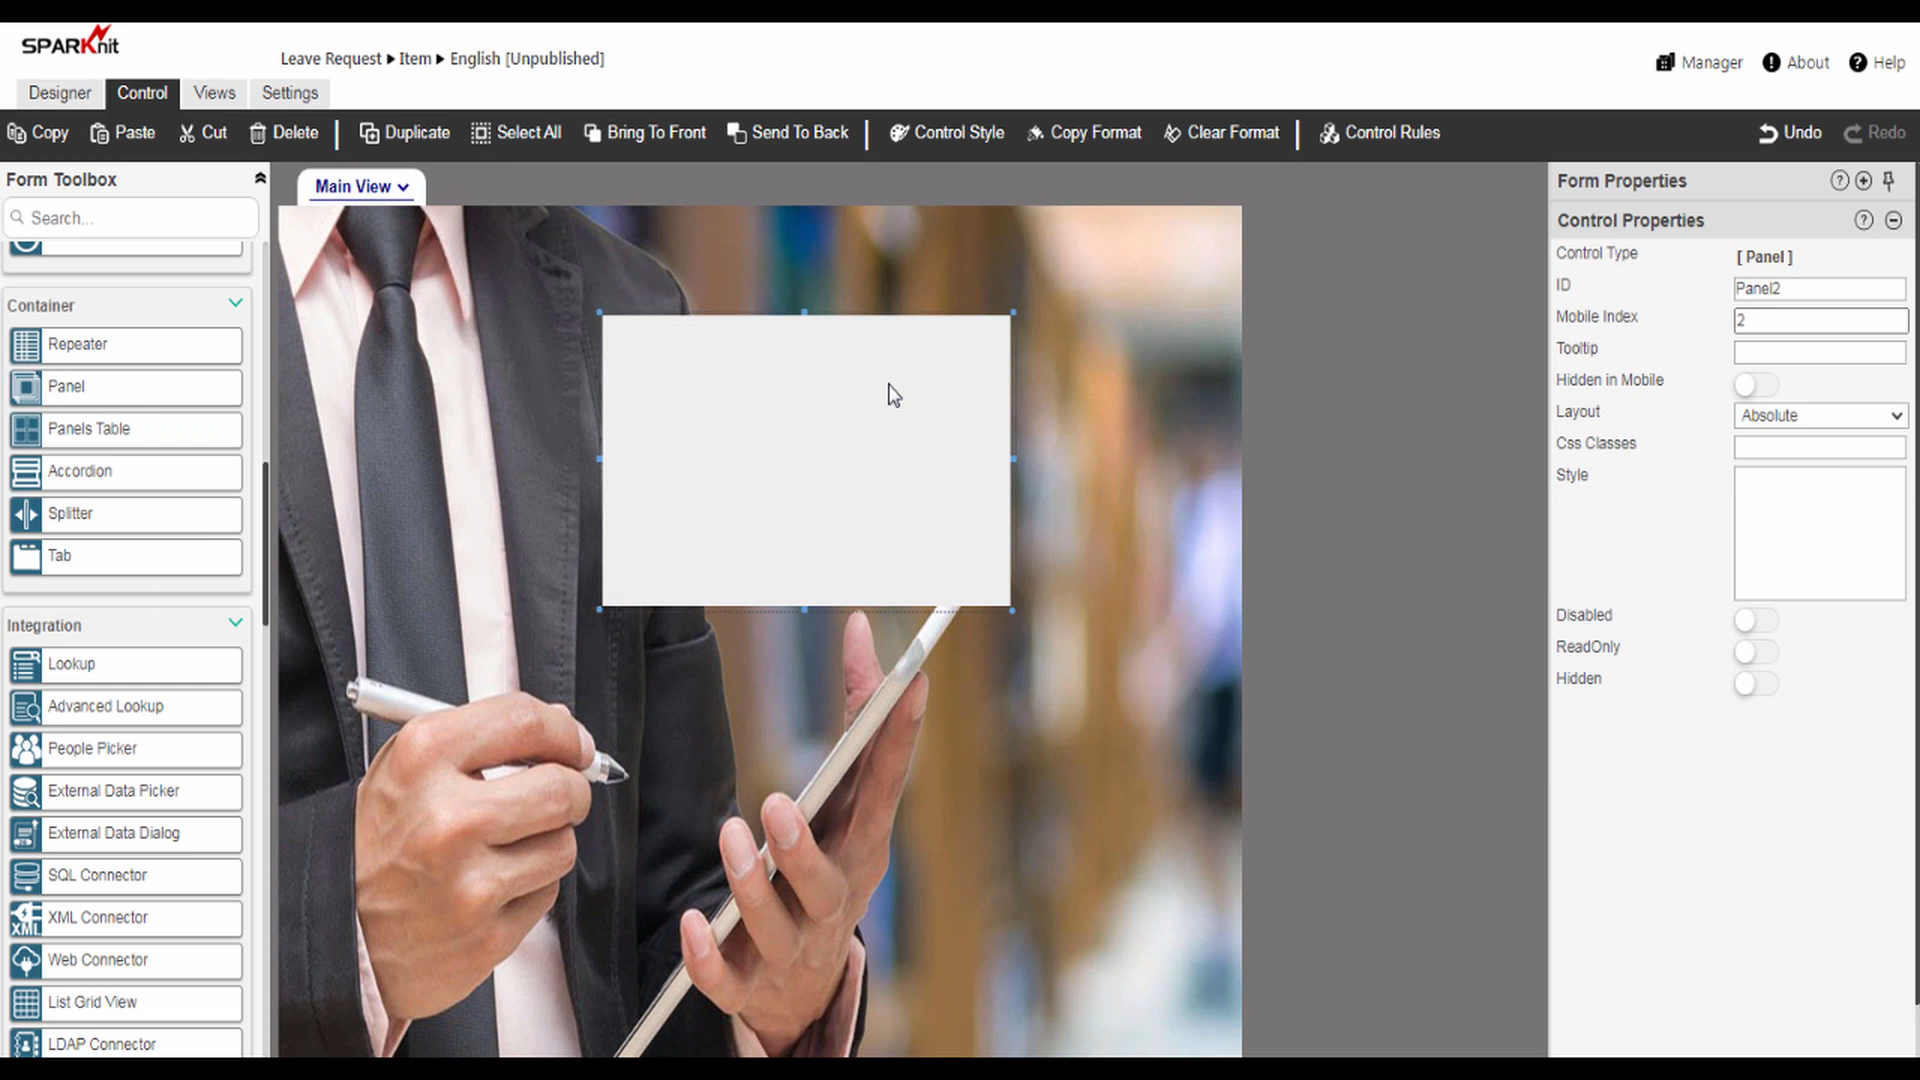 SPARKnit
Leave Request ▶ Item ▶ English [Unpublished]
Manager
About
Help
Designer
Control
Views
Settings
Copy
Paste
Cut
Delete
Duplicate
Select All
Bring To Front
Send To Back
Control Style
Copy Format
Clear Format
Control Rules
Undo
Redo
Form Toolbox
Search...
Container
Repeater
Panel
Panels Table
Accordion
Splitter
Tab
Integration
Lookup
Advanced Lookup
People Picker
External Data Picker
External Data Dialog
SQL Connector
XML Connector
Web Connector
List Grid View
LDAP Connector
Main View
Form Properties
Control Properties
Control Type [ Panel ]
ID Panel2
Mobile Index 2
Tooltip
Hidden in Mobile
Layout Absolute
Css Classes
Style
Disabled
ReadOnly
Hidden